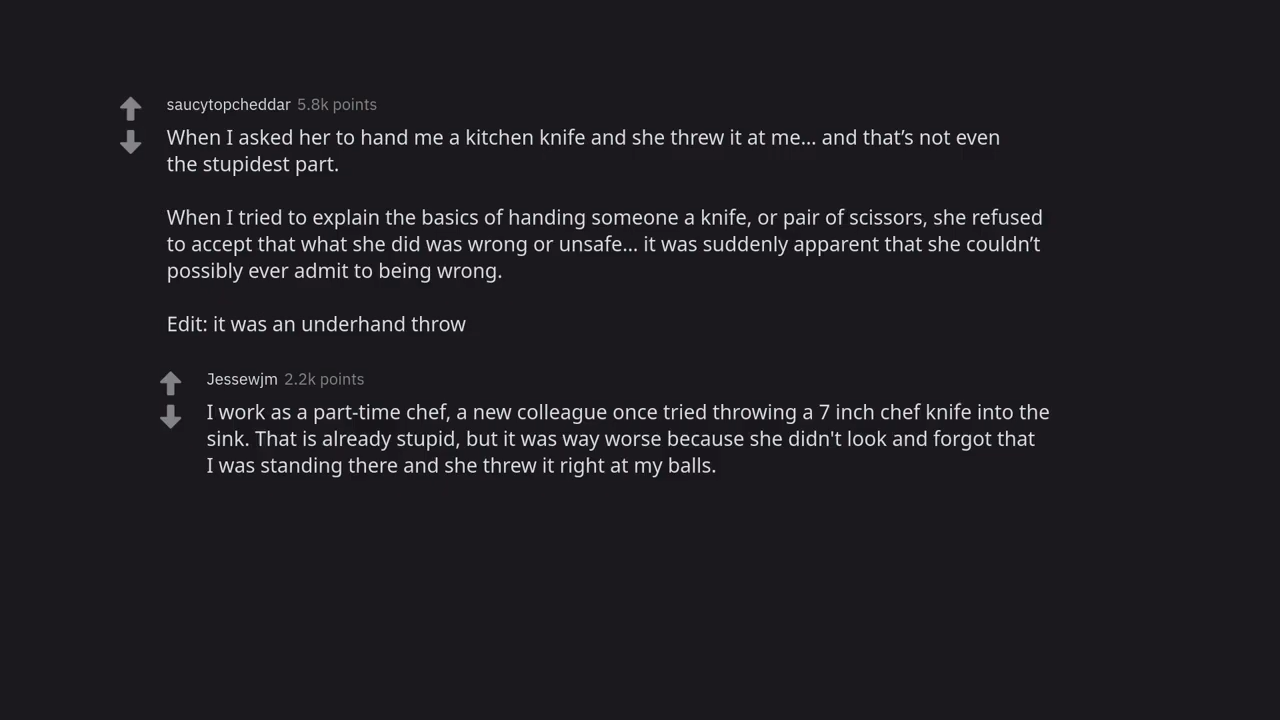 saucytopcheddar 5.8k points
When I asked her to hand me a kitchen knife and she threw it at me... and that’s not even
the stupidest part.
When I tried to explain the basics of handing someone a knife, or pair of scissors, she refused
to accept that what she did was wrong or unsafe... it was suddenly apparent that she couldn’t
possibly ever admit to being wrong.
Edit: it was an underhand throw
Jessewjm 2.2k points
I work as a part-time chef, a new colleague once tried throwing a 7 inch chef knife into the
sink. That is already stupid, but it was way worse because she didn't look and forgot that
I was standing there and she threw it right at my balls.